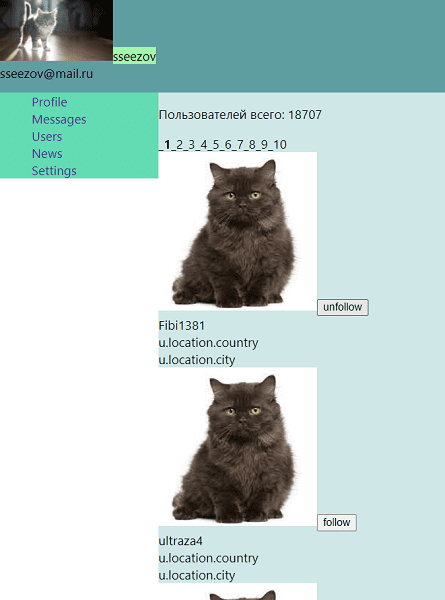 sseezov
sseezov@mail.ru
Profile
Messages
Users
News
Settings
Пользователей всего: 18707
_1_2_3_4_5_6_7_8_9_10
unfollow
Fibi1381
u.location.country
u.location.city
follow
ultraza4
u.location.country
u.location.city